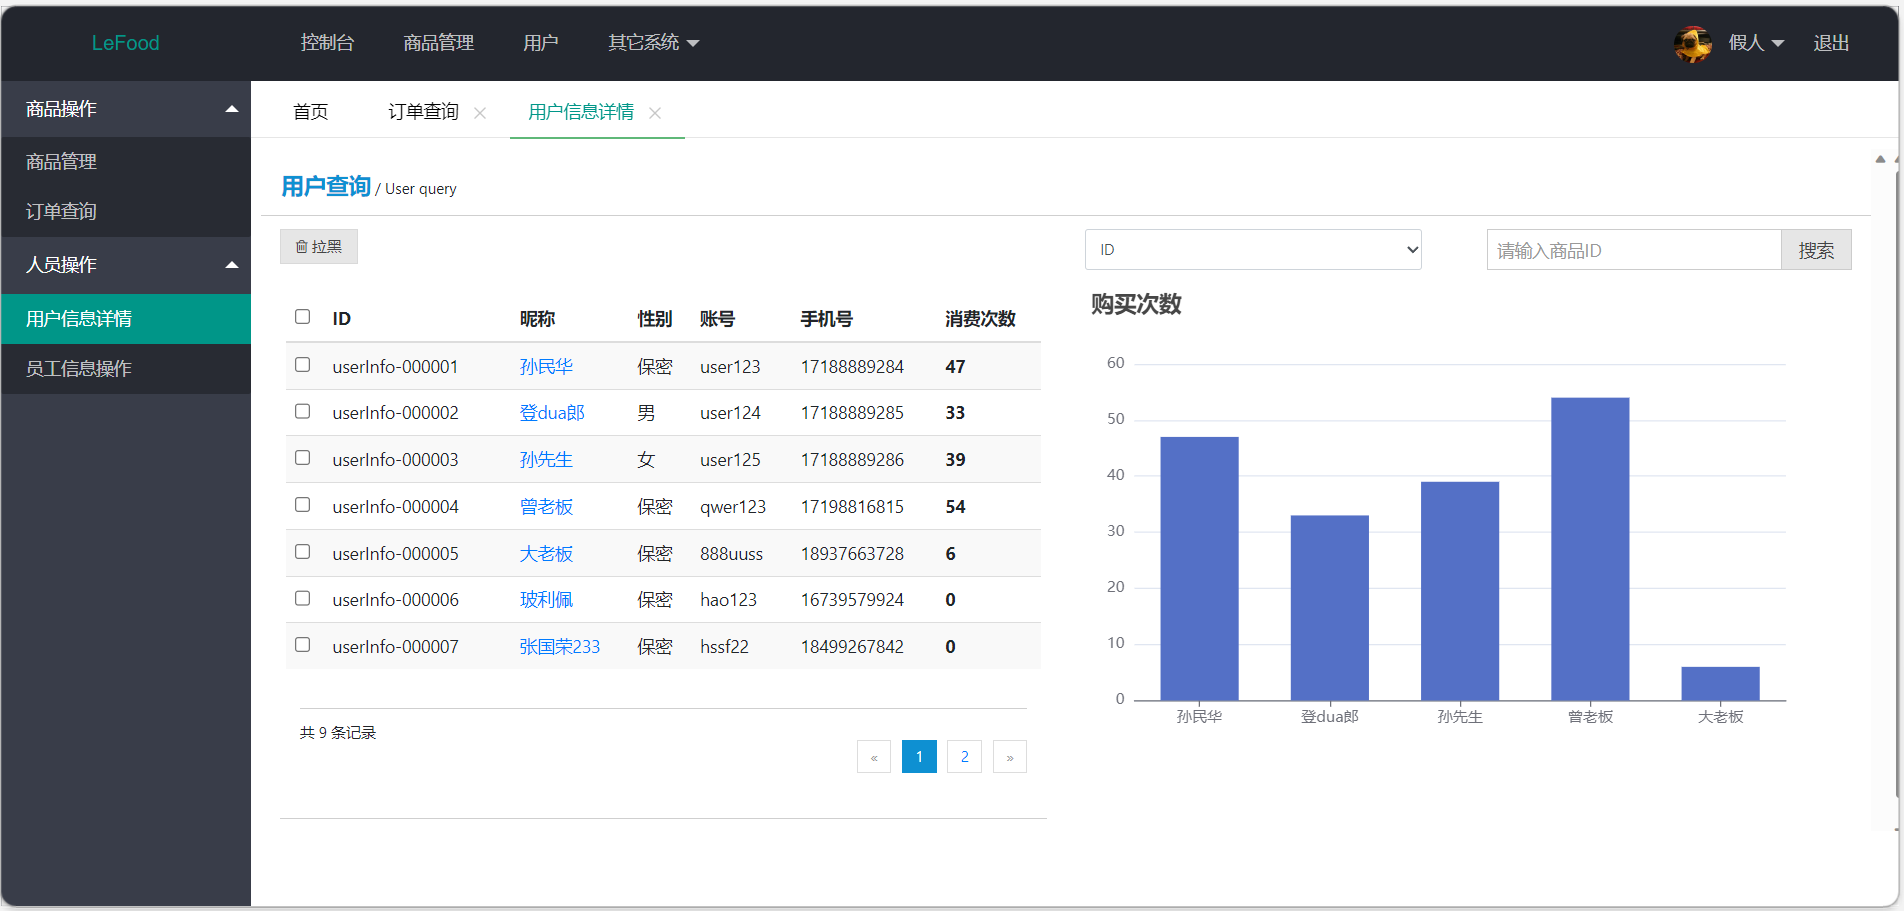 LeFood 控制台 商品管理 用户 其它系统 假人 退出
商品操作
商品管理
订单查询
人员操作
用户信息详情
员工信息操作
首页 订单查询 用户信息详情
用户查询 / User query
拉黑
ID 昵称 性别 账号 手机号 消费次数
userInfo-000001 孙民华 保密 user123 17188889284 47
userInfo-000002 登dua郎 男 user124 17188889285 33
userInfo-000003 孙先生 女 user125 17188889286 39
userInfo-000004 曾老板 保密 qwer123 17198816815 54
userInfo-000005 大老板 保密 888uuss 18937663728 6
userInfo-000006 玻利佩 保密 hao123 16739579924 0
userInfo-000007 张国荣233 保密 hssf22 18499267842 0
共 9 条记录
« 1 2 »
ID 请输入商品ID 搜索
购买次数
60
50
40
30
20
10
0
孙民华 登dua郎 孙先生 曾老板 大老板